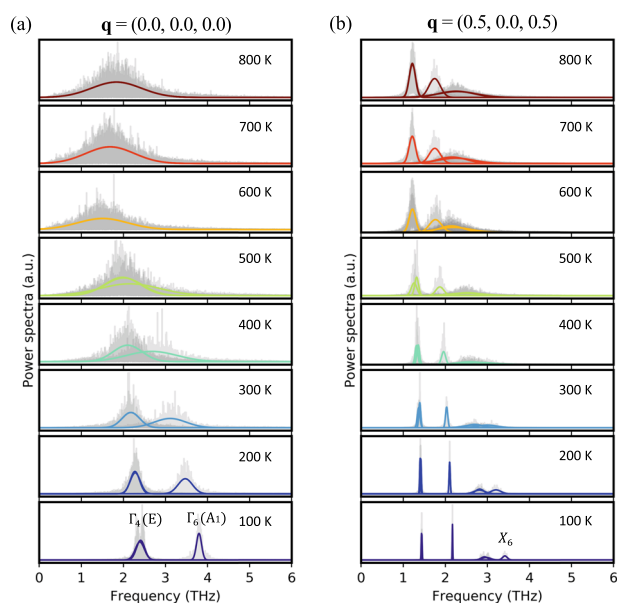 (a) q = (0.0, 0.0, 0.0)
800 K
700 K
600 K
500 K
400 K
300 K
200 K
Γ₄(E) Γ₆(A₁) 100 K
0 1 2 3 4 5 6
Frequency (THz)
Power spectra (a.u.)
(b) q = (0.5, 0.0, 0.5)
800 K
700 K
600 K
500 K
400 K
300 K
200 K
100 K
X₆
0 1 2 3 4 5 6
Frequency (THz)
Power spectra (a.u.)